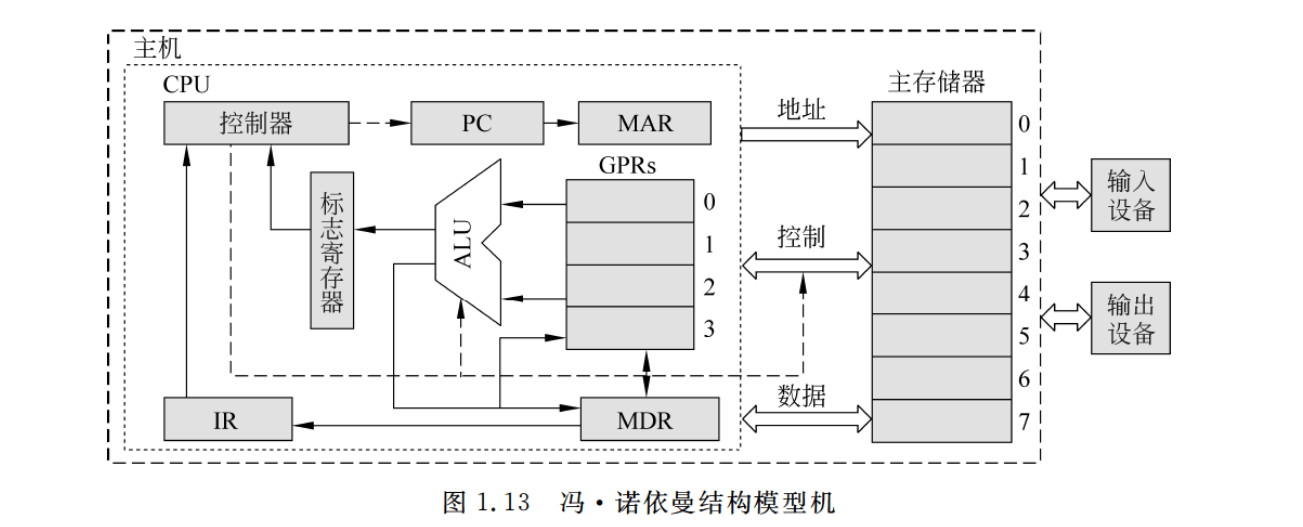 主机
CPU
控制器
PC
MAR
地址
主存储器
0
1
2
3
4
5
6
7
GPRs
0
1
2
3
标志寄存器
ALU
控制
输入
设备
输出
设备
IR
MDR
数据
图 1.13 冯·诺依曼结构模型机